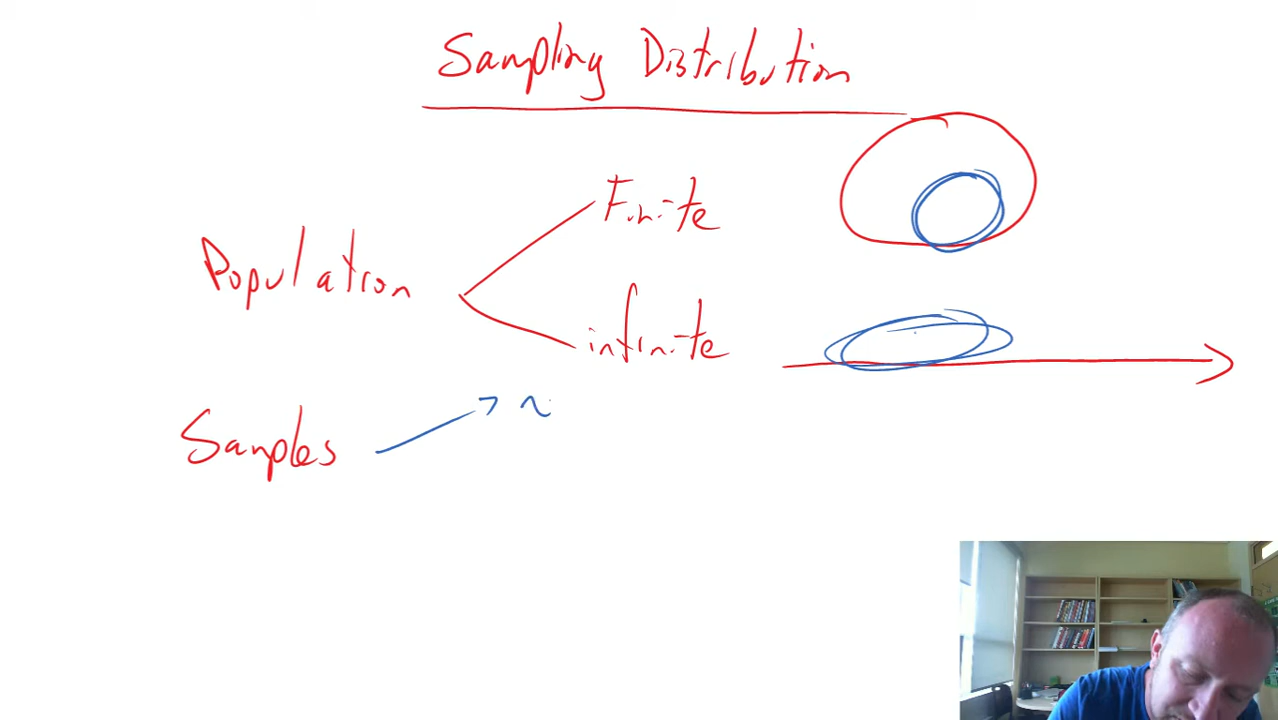 Sampling Distribution
Finite
Population
infinite
n
Samples